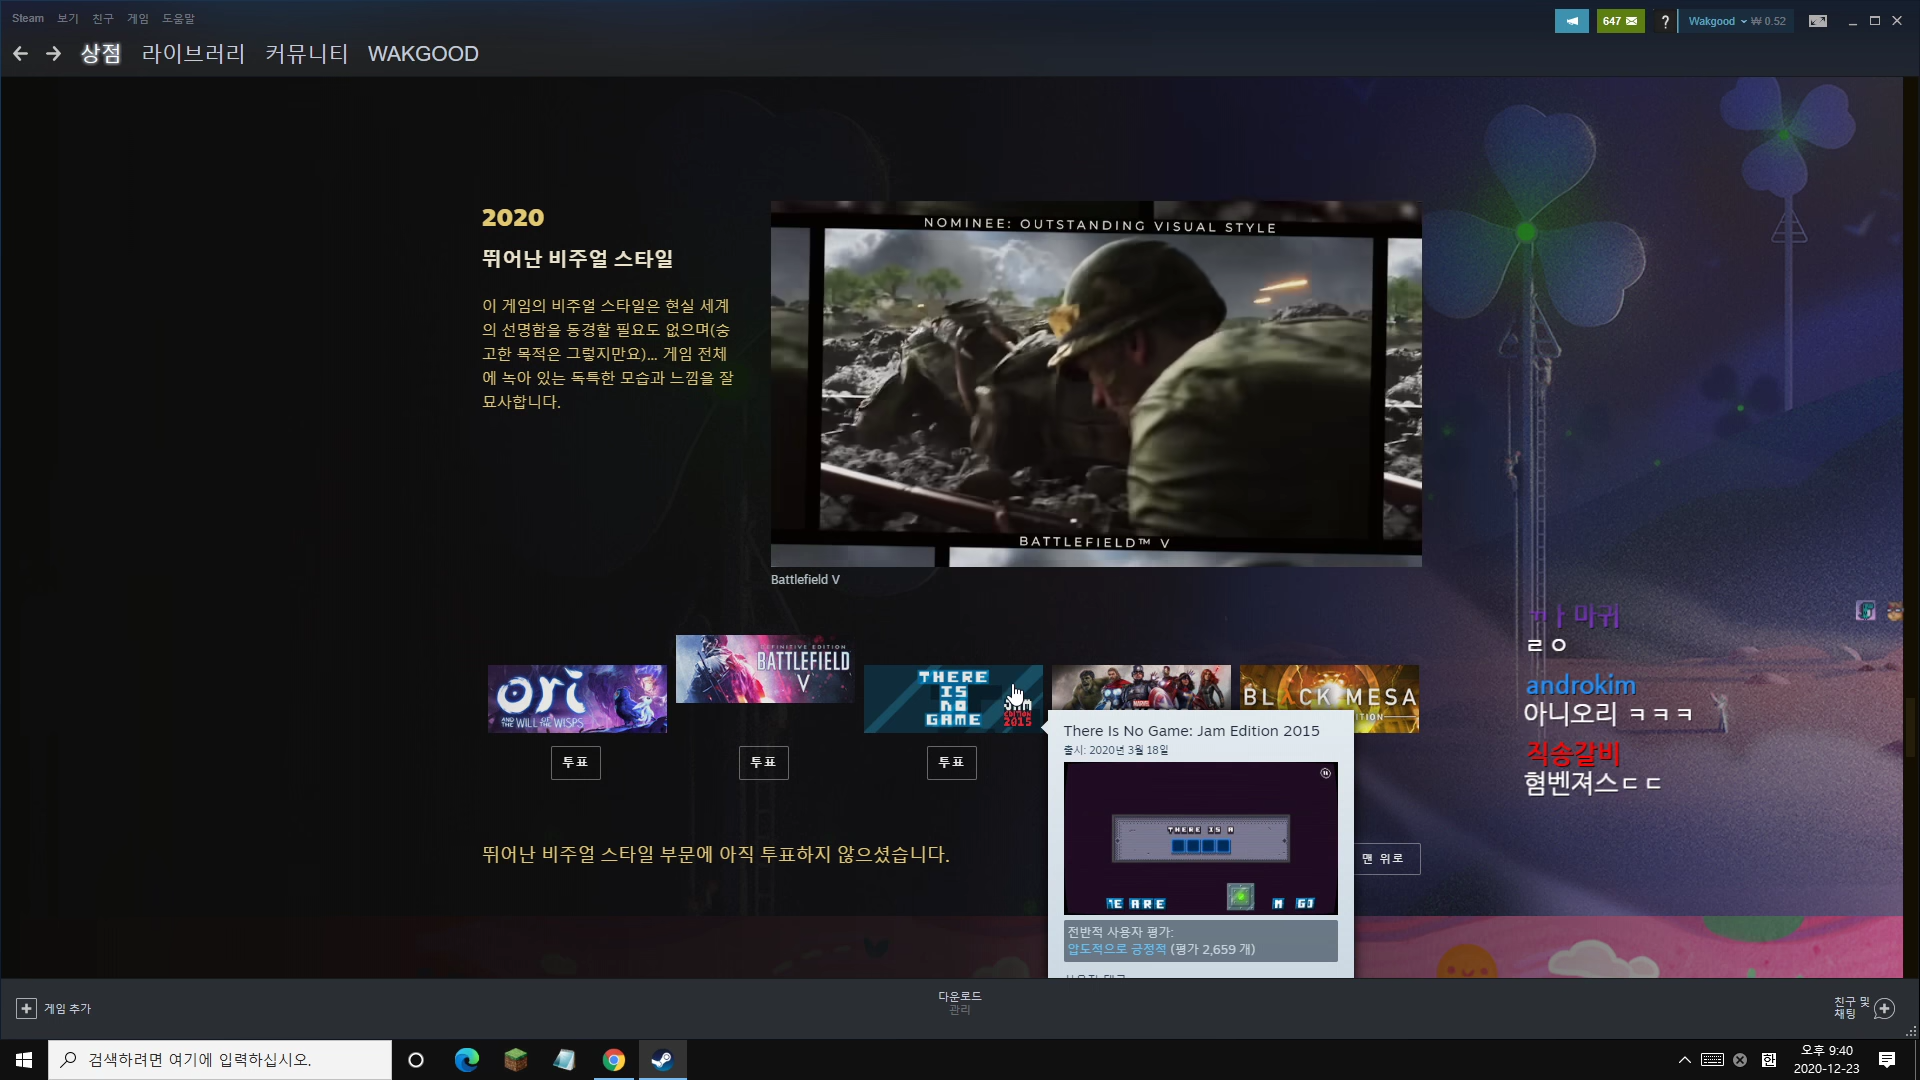 Steam 보기 친구 게임 도움말
647
?
Wakgood ₩ 0.52
상점 라이브러리 커뮤니티 WAKGOOD
2020
뛰어난 비주얼 스타일
이 게임의 비주얼 스타일은 현실 세계
의 선명함을 동경할 필요도 없으며(숭
고한 목적은 그렇지만요)... 게임 전체
에 녹아 있는 독특한 모습과 느낌을 잘
묘사합니다.
NOMINEE: OUTSTANDING VISUAL STYLE
BATTLEFIELD™ V
Battlefield V
ori
AND THE WILL OF THE WISPS
DEFINITIVE EDITION
BATTLEFIELD
V
THERE
IS
no
GAME
JAM
EDITION
2015
MARVEL
BLACK MESA
투표
투표
투표
There Is No Game: Jam Edition 2015
출시: 2020년 3월 18일
THERE IS A
전반적 사용자 평가:
압도적으로 긍정적 (평가 2,659 개)
뛰어난 비주얼 스타일 부문에 아직 투표하지 않으셨습니다.
맨 위로
마귀
ㄹㅇ
androkim
아니오리 ㅋㅋㅋ
직송갈비
혐벤져스ㄷㄷ
게임 추가
다운로드
관리
친구 및
채팅
검색하려면 여기에 입력하십시오.
한
오후 9:40
2020-12-23